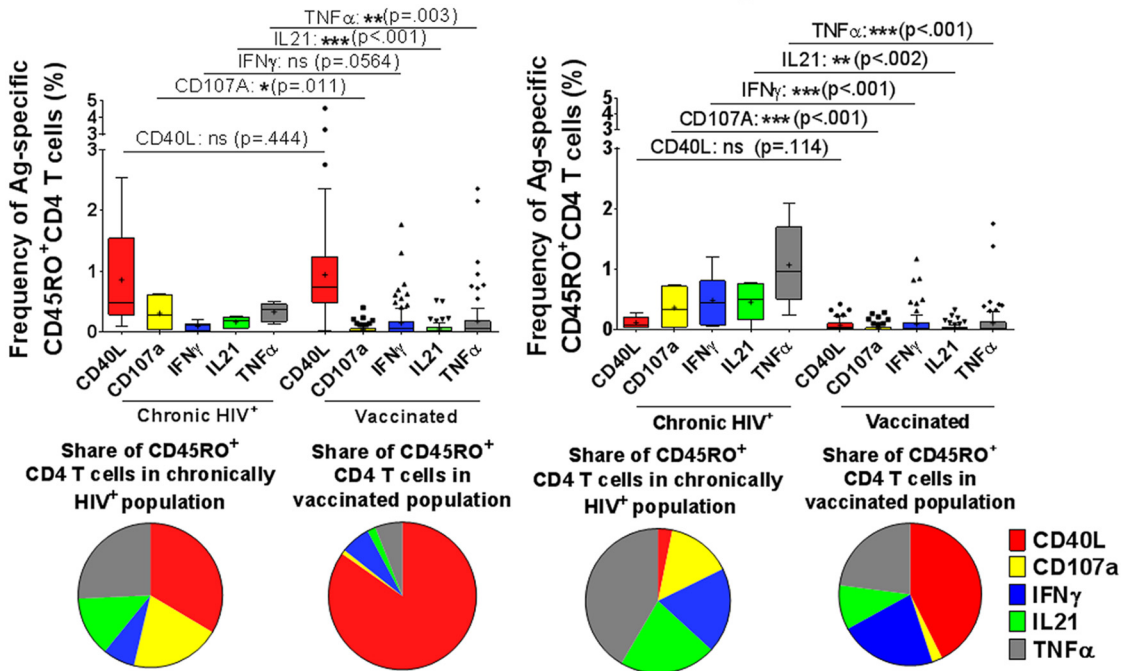 TNFα: **(p=.003)
IL21: ***(p<.001)
IFNγ: ns (p=.0564)
CD107A: *(p=.011)
CD40L: ns (p=.444)
Frequency of Ag-specific
CD45RO+CD4 T cells (%)
5
4
3
3
2
1
0
CD40L
CD107a
IFNγ
IL21
TNFα
CD40L
CD107a
IFNγ
IL21
TNFα
Chronic HIV+
Vaccinated
TNFα: ***(p<.001)
IL21: **(p<.002)
IFNγ: ***(p<.001)
CD107A: ***(p<.001)
CD40L: ns (p=.114)
Frequency of Ag-specific
CD45RO+CD4 T cells (%)
5
4
3
3
2
1
0
CD40L
CD107a
IFNγ
IL21
TNFα
CD40L
CD107a
IFNγ
IL21
TNFα
Chronic HIV+
Vaccinated
Share of CD45RO+
CD4 T cells in chronically
HIV+ population
Share of CD45RO+
CD4 T cells in
vaccinated population
Share of CD45RO+
CD4 T cells in chronically
HIV+ population
Share of CD45RO+
CD4 T cells in
vaccinated population
CD40L
CD107a
IFNγ
IL21
TNFα